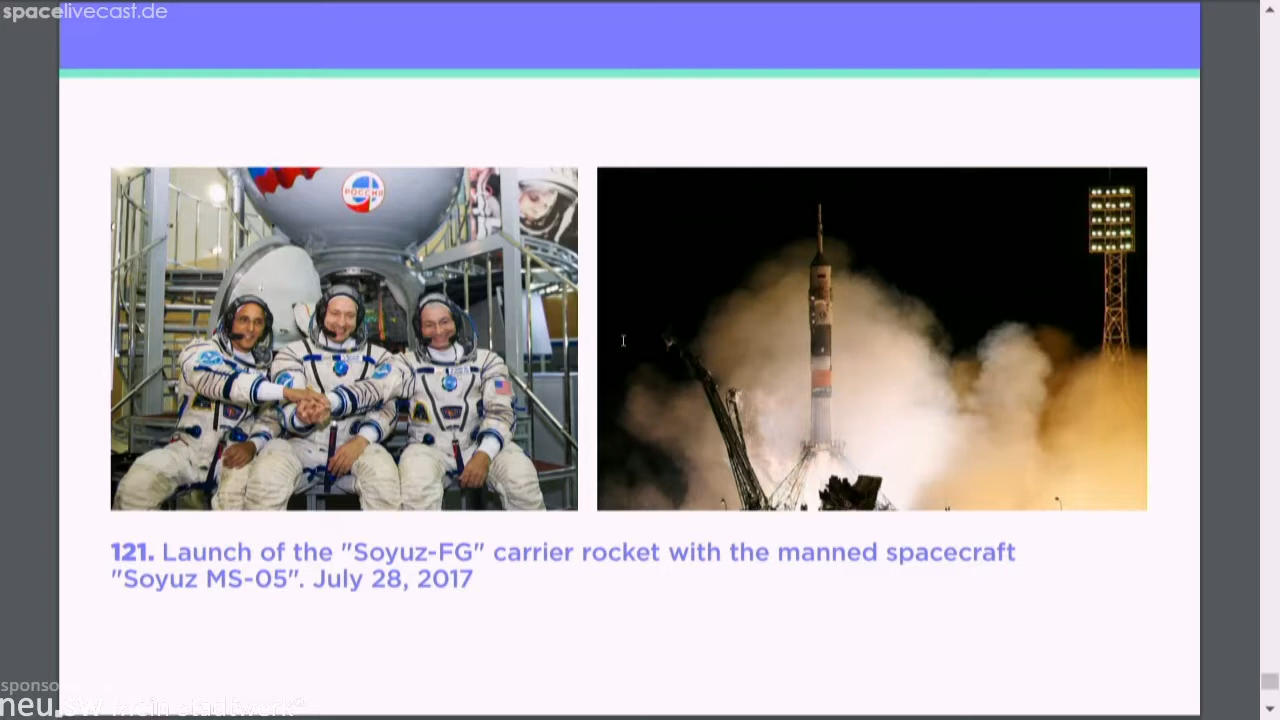 spacelivecast.de
РОССИЯ
121. Launch of the "Soyuz-FG" carrier rocket with the manned spacecraft
"Soyuz MS-05". July 28, 2017
neu.sw